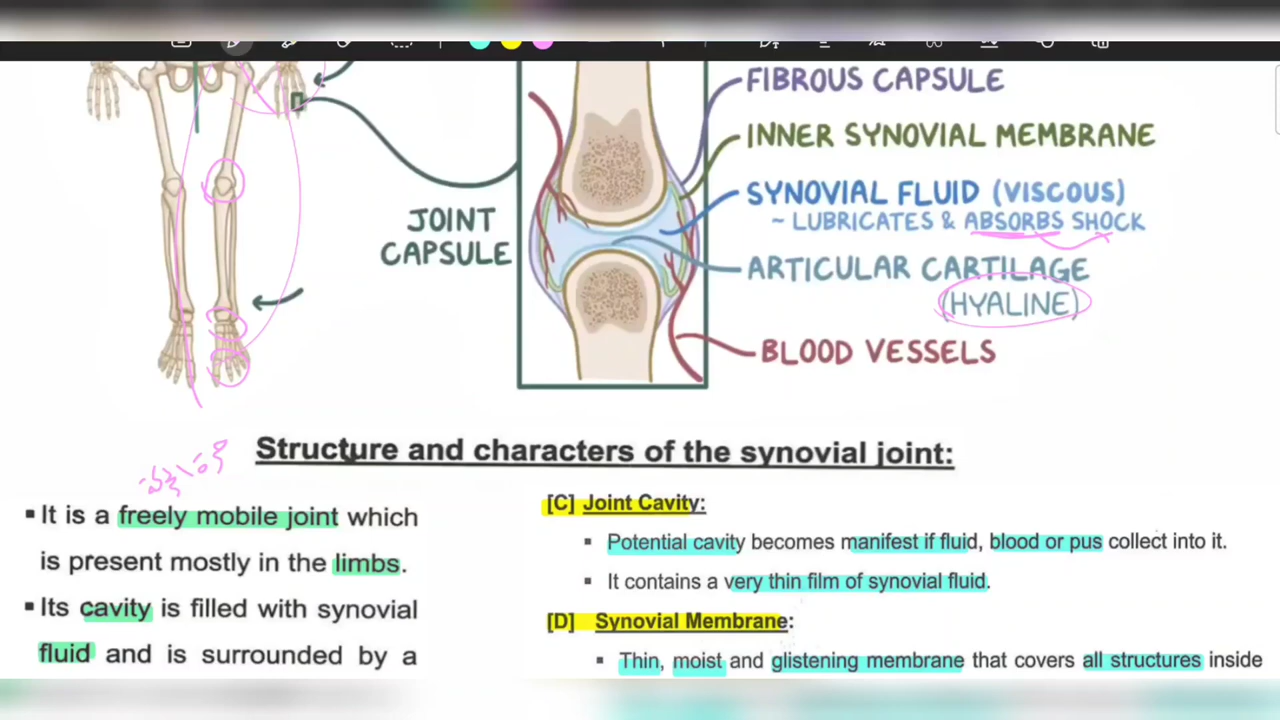 FIBROUS CAPSULE
INNER SYNOVIAL MEMBRANE
SYNOVIAL FLUID (VISCOUS)
~ LUBRICATES & ABSORBS SHOCK
JOINT
CAPSULE
ARTICULAR CARTILAGE
(HYALINE)
BLOOD VESSELS
Structure and characters of the synovial joint:
▪It is a freely mobile joint which
is present mostly in the limbs.
▪Its cavity is filled with synovial
fluid and is surrounded by a
[C] Joint Cavity:
▪ Potential cavity becomes manifest if fluid, blood or pus collect into it.
▪ It contains a very thin film of synovial fluid.
[D] Synovial Membrane:
▪ Thin, moist and glistening membrane that covers all structures inside